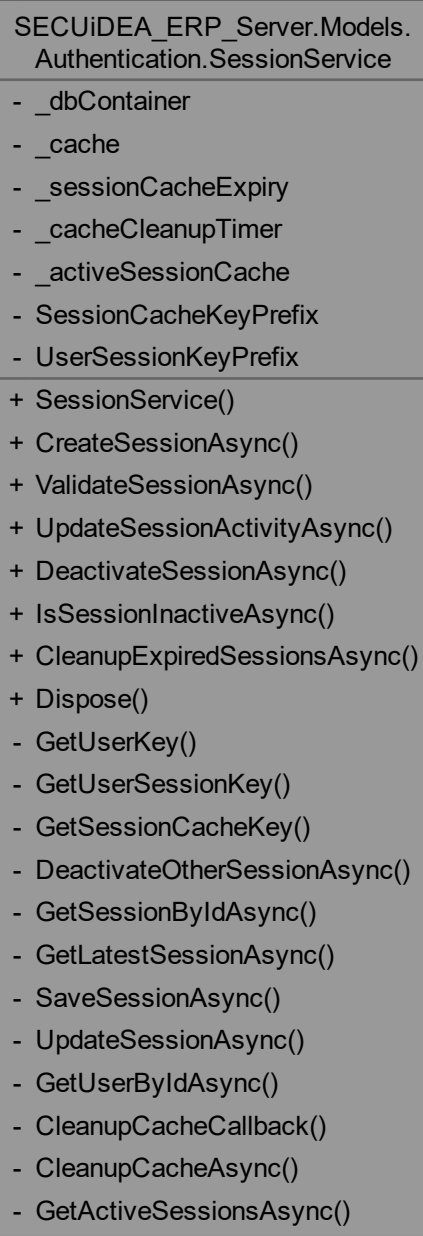 SECUiDEA_ERP_Server.Models.
Authentication.SessionService
- _dbContainer
- _cache
- _sessionCacheExpiry
- _cacheCleanupTimer
- _activeSessionCache
- SessionCacheKeyPrefix
- UserSessionKeyPrefix
+ SessionService()
+ CreateSessionAsync()
+ ValidateSessionAsync()
+ UpdateSessionActivityAsync()
+ DeactivateSessionAsync()
+ IsSessionInactiveAsync()
+ CleanupExpiredSessionsAsync()
+ Dispose()
- GetUserKey()
- GetUserSessionKey()
- GetSessionCacheKey()
- DeactivateOtherSessionAsync()
- GetSessionByIdAsync()
- GetLatestSessionAsync()
- SaveSessionAsync()
- UpdateSessionAsync()
- GetUserByIdAsync()
- CleanupCacheCallback()
- CleanupCacheAsync()
- GetActiveSessionsAsync()